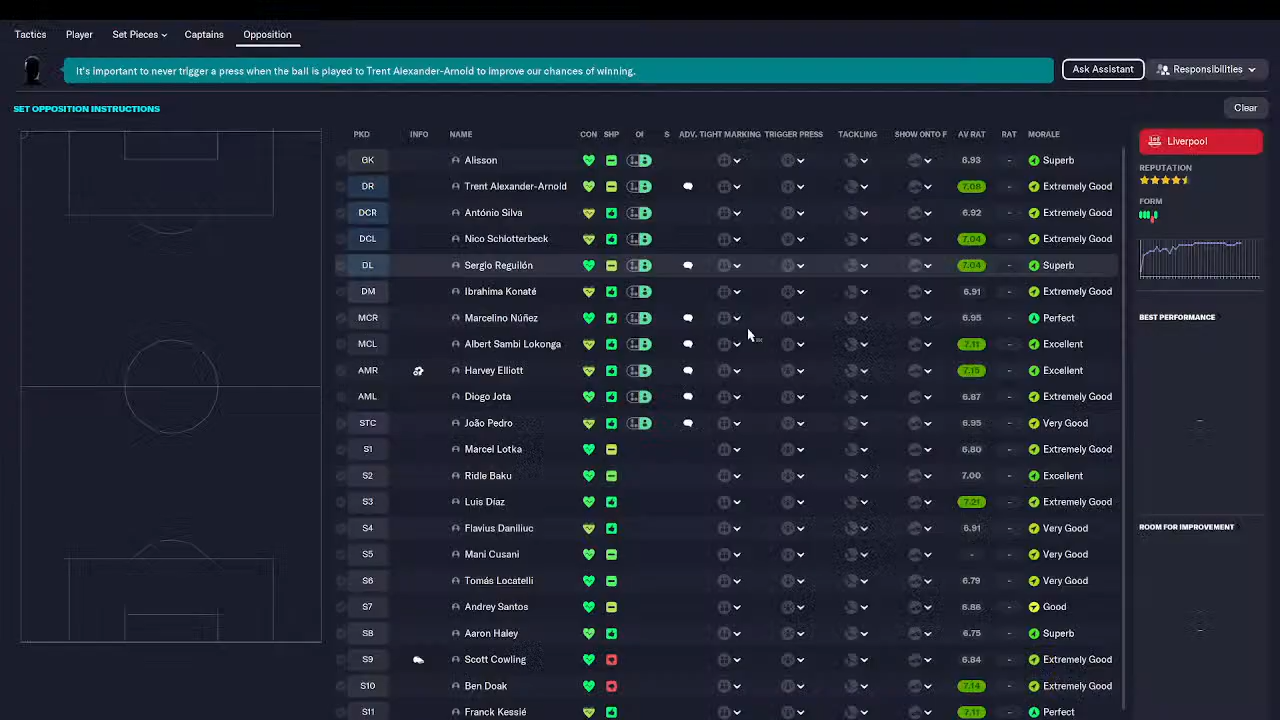 Tactics Player Set Pieces Captains Opposition
It's important to never trigger a press when the ball is played to Trent Alexander-Arnold to improve our chances of winning. Ask Assistant Responsibilities
SET OPPOSITION INSTRUCTIONS Clear
PKD INFO NAME CON SHP OI S ADV. TIGHT MARKING TRIGGER PRESS TACKLING SHOW ONTO F AV RAT RAT MORALE
GK Alisson 6.93 - Superb
DR Trent Alexander-Arnold 7.08 - Extremely Good
DCR António Silva 6.92 - Extremely Good
DCL Nico Schlotterbeck 7.04 - Extremely Good
DL Sergio Reguilón 7.04 - Superb
DM Ibrahima Konaté 6.91 - Extremely Good
MCR Marcelino Núñez 6.95 - Perfect
MCL Albert Sambi Lokonga 7.11 - Excellent
AMR Harvey Elliott 7.15 - Excellent
AML Diogo Jota 6.87 - Extremely Good
STC João Pedro 6.95 - Very Good
S1 Marcel Lotka 6.80 - Extremely Good
S2 Ridle Baku 7.00 - Excellent
S3 Luis Díaz 7.21 - Extremely Good
S4 Flavius Daniliuc 6.91 - Very Good
S5 Mani Cusani - - Very Good
S6 Tomás Locatelli 6.79 - Very Good
S7 Andrey Santos 6.86 - Good
S8 Aaron Haley 6.75 - Superb
S9 Scott Cowling 6.84 - Extremely Good
S10 Ben Doak 7.14 - Extremely Good
S11 Franck Kessié 7.11 - Perfect
Liverpool
REPUTATION
FORM
BEST PERFORMANCE
ROOM FOR IMPROVEMENT